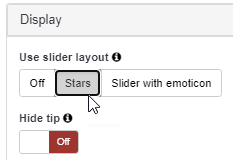 Display
Use slider layout
Off Stars Slider with emoticon
Hide tip
Off